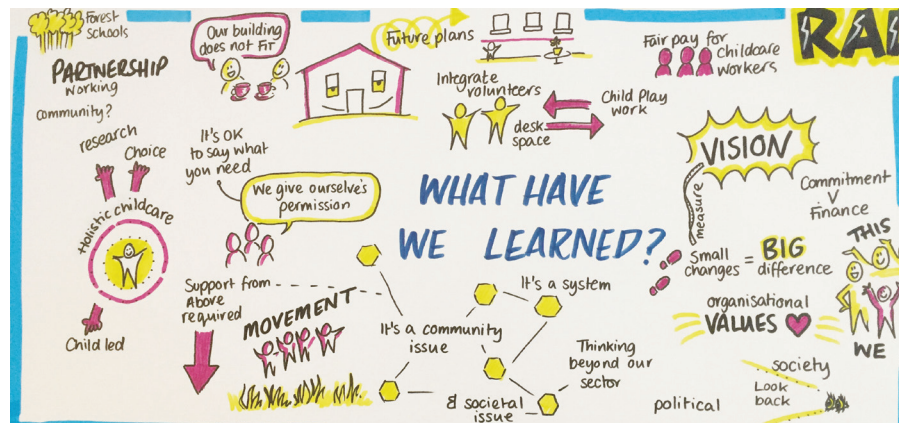 Forest
schools
PARTNERSHIP
Working
community?
research
Choice
Holistic childcare
Child led
Our building
does not FiT
It's OK
to say what
you need
We give ourselve's
permission
Support from
Above
required
MOVEMENT
Future plans
Integrate
volunteers
desk
space
Child Play
work
Fair pay for
childcare
workers
RA
WHAT HAVE
WE LEARNED?
It's a system
It's a community
issue
Thinking
beyond our
sector
& societal
issue
VISION
measure
Commitment
V
Finance
Small
changes = BIG
difference
organisational
VALUES
THIS
WE
society
Look
back
political